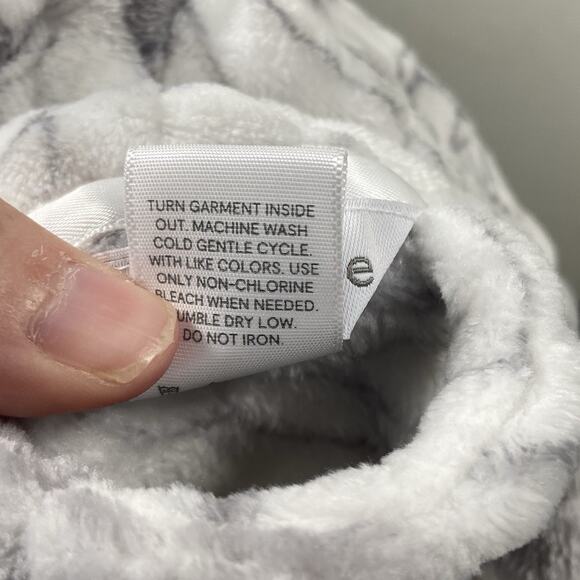 TURN GARMENT INSIDE
OUT. MACHINE WASH
COLD GENTLE CYCLE.
WITH LIKE COLORS. USE
ONLY NON-CHLORINE
BLEACH WHEN NEEDED.
TUMBLE DRY LOW.
DO NOT IRON.
e